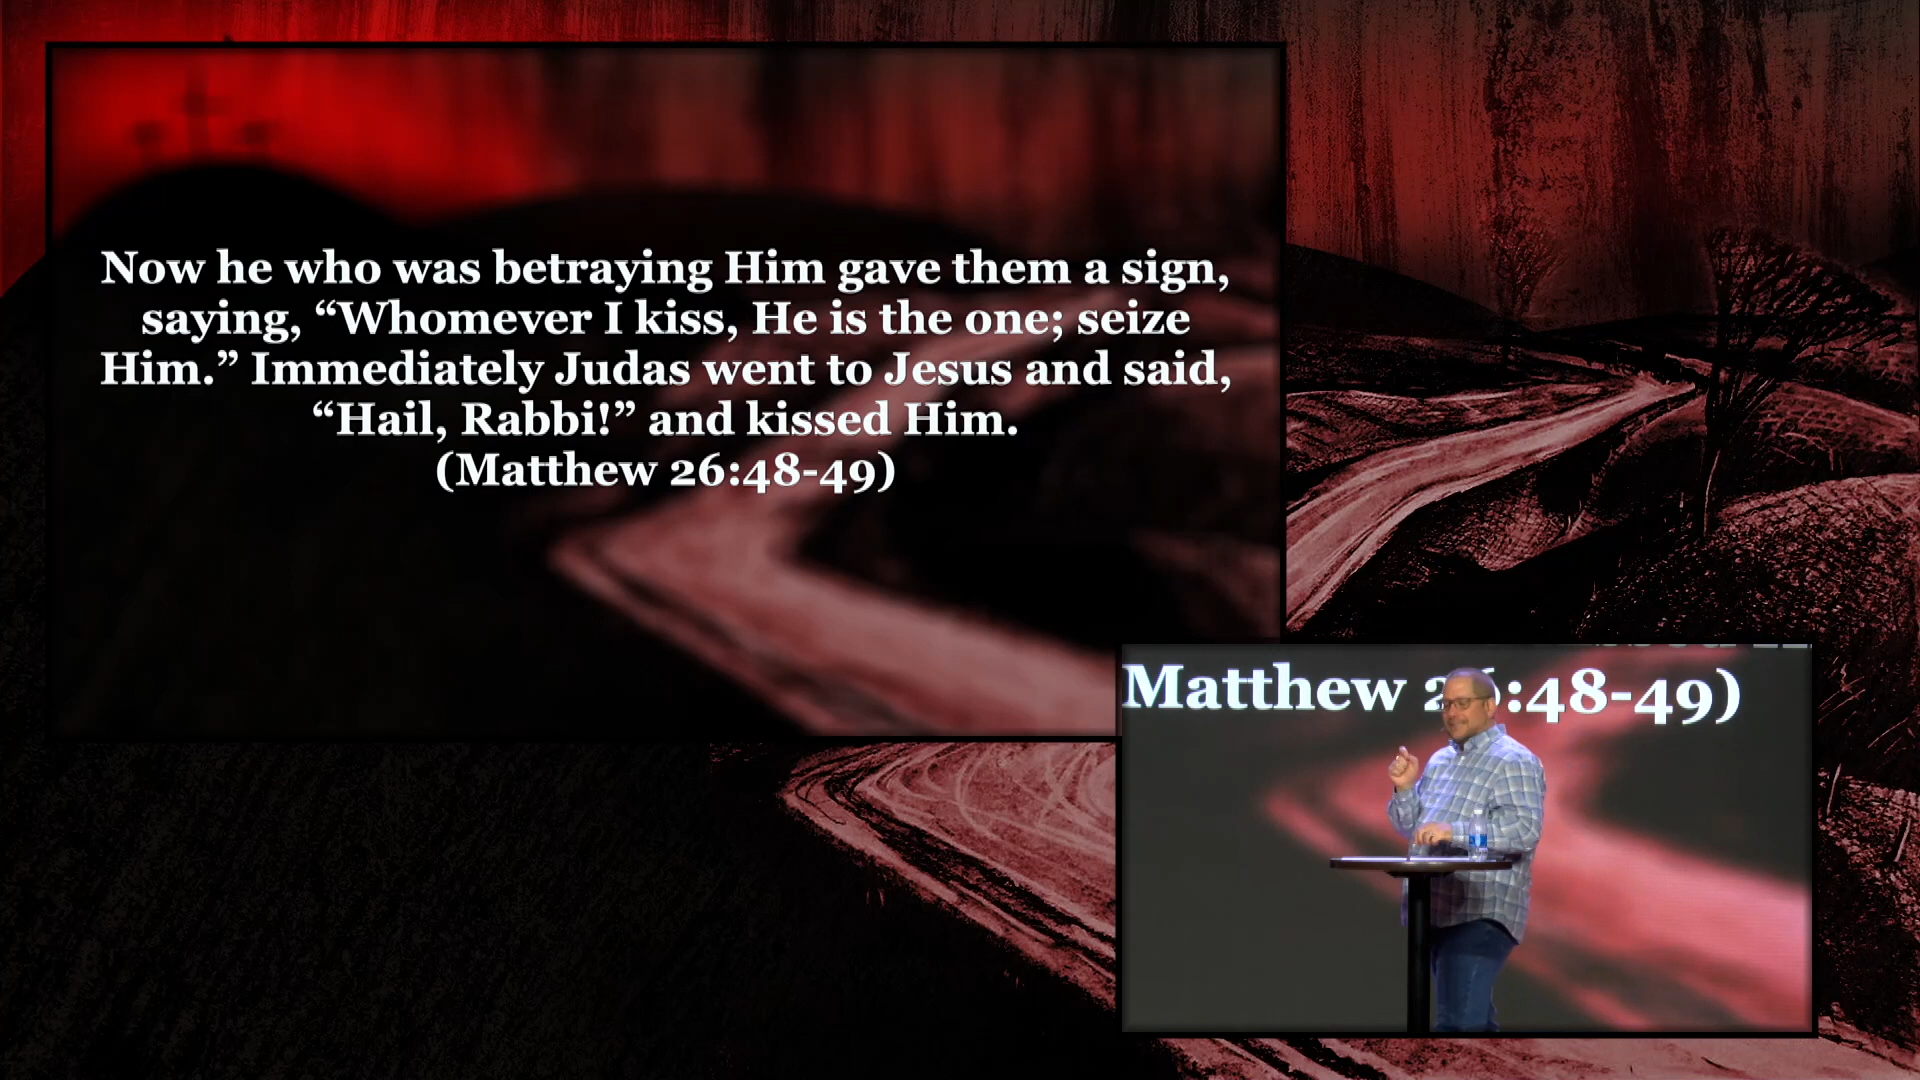 Now he who was betraying Him gave them a sign,
saying, “Whomever I kiss, He is the one; seize
Him.” Immediately Judas went to Jesus and said,
“Hail, Rabbi!” and kissed Him.
(Matthew 26:48-49)
Matthew 26:48-49)